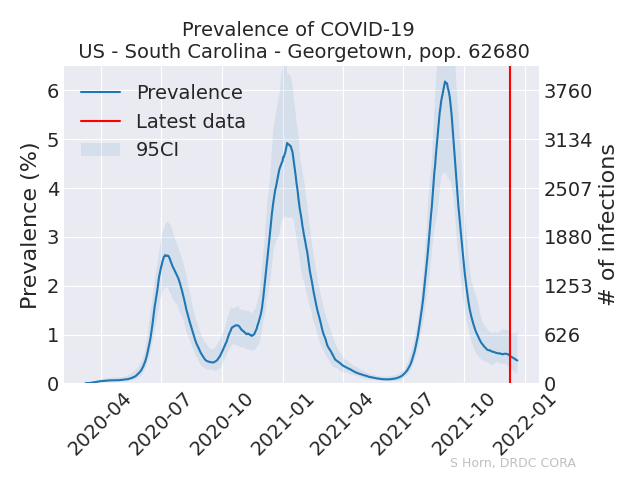 Prevalence of COVID-19
US - South Carolina - Georgetown, pop. 62680
Prevalence
Latest data
95CI
Prevalence (%)
6
5
4
3
2
1
0
3760
3134
2507
1880
1253
626
0
# of infections
2020-04
2020-07
2020-10
2021-01
2021-04
2021-07
2021-10
2022-01
S Horn, DRDC CORA